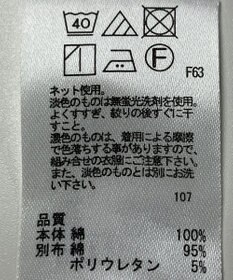 40
F
F63
ネット使用。
淡色のものは無蛍光洗剤を使用。
よくすすぎ、絞りの後すぐに干
すこと。
濃色のものは、着用による摩擦
で色落ちする事がありますので、
組み合せの衣服にご注意下さい。
また、淡色のものとは別にお洗
い下さい。
107
品質
本体 綿 100%
別布 綿 95%
ポリウレタン 5%